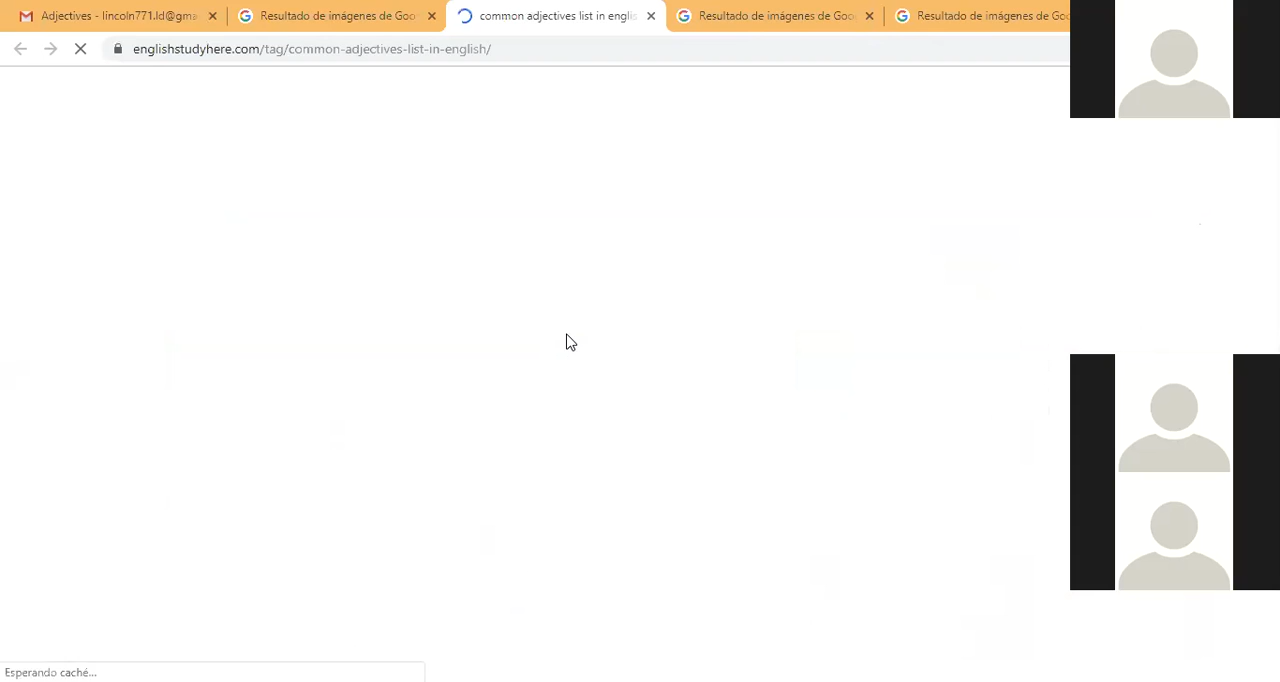 Adjectives - lincoln771.ld@gma
Resultado de imágenes de Goo
common adjectives list in englis
Resultado de imágenes de Goo
Resultado de imágenes de Goo
englishstudyhere.com/tag/common-adjectives-list-in-english/
Esperando caché...